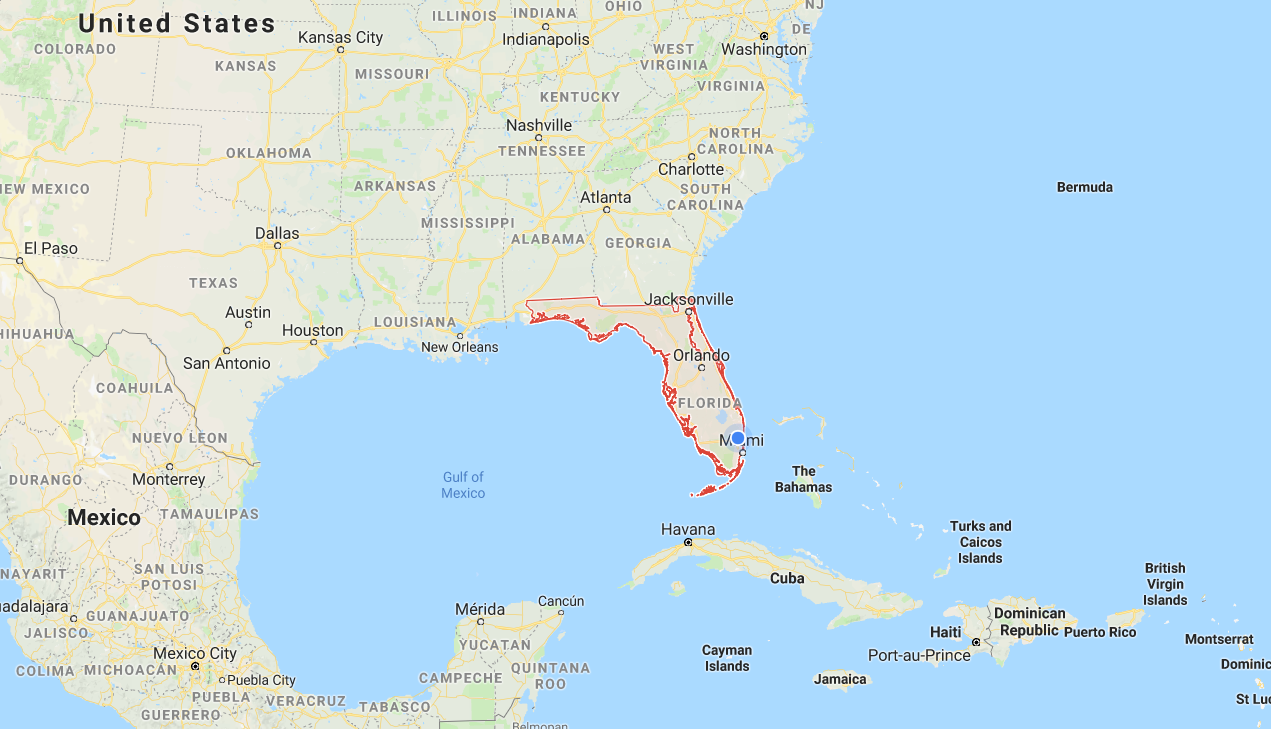 United States
ILLINOIS
INDIANA
OHIO
NJ
COLORADO
Kansas City
Indianapolis
DE
Washington
KANSAS
MISSOURI
WEST
VIRGINIA
VIRGINIA
KENTUCKY
Nashville
TENNESSEE
NORTH
CAROLINA
OKLAHOMA
Charlotte
ARKANSAS
SOUTH
CAROLINA
EW MEXICO
Bermuda
Atlanta
MISSISSIPPI
ALABAMA
GEORGIA
Dallas
El Paso
TEXAS
Jacksonville
Austin
LOUISIANA
Houston
HIHUAHUA
New Orleans
San Antonio
Orlando
COAHUILA
FLORIDA
NUEVO LEON
Gulf of
Mexico
The
Bahamas
DURANGO
Monterrey
Mexico
TAMAULIPAS
Havana
Turks and
Caicos
Islands
NAYARIT
SAN LUIS
POTOSI
Cuba
British
Virgin
Islands
uadalajara
GUANAJUATO
Mérida
Cancún
Dominican
Republic
Puerto Rico
Haiti
JALISCO
YUCATAN
Montserrat
Mexico City
Cayman
Islands
Port-au-Prince
Dominic
COLIMA
MICHOACÁN
Puebla City
CAMPECHE
QUINTANA
ROO
Jamaica
PUEBLA
VERACRUZ
TABASCO
St Luc
GUERRERO
Belmopan